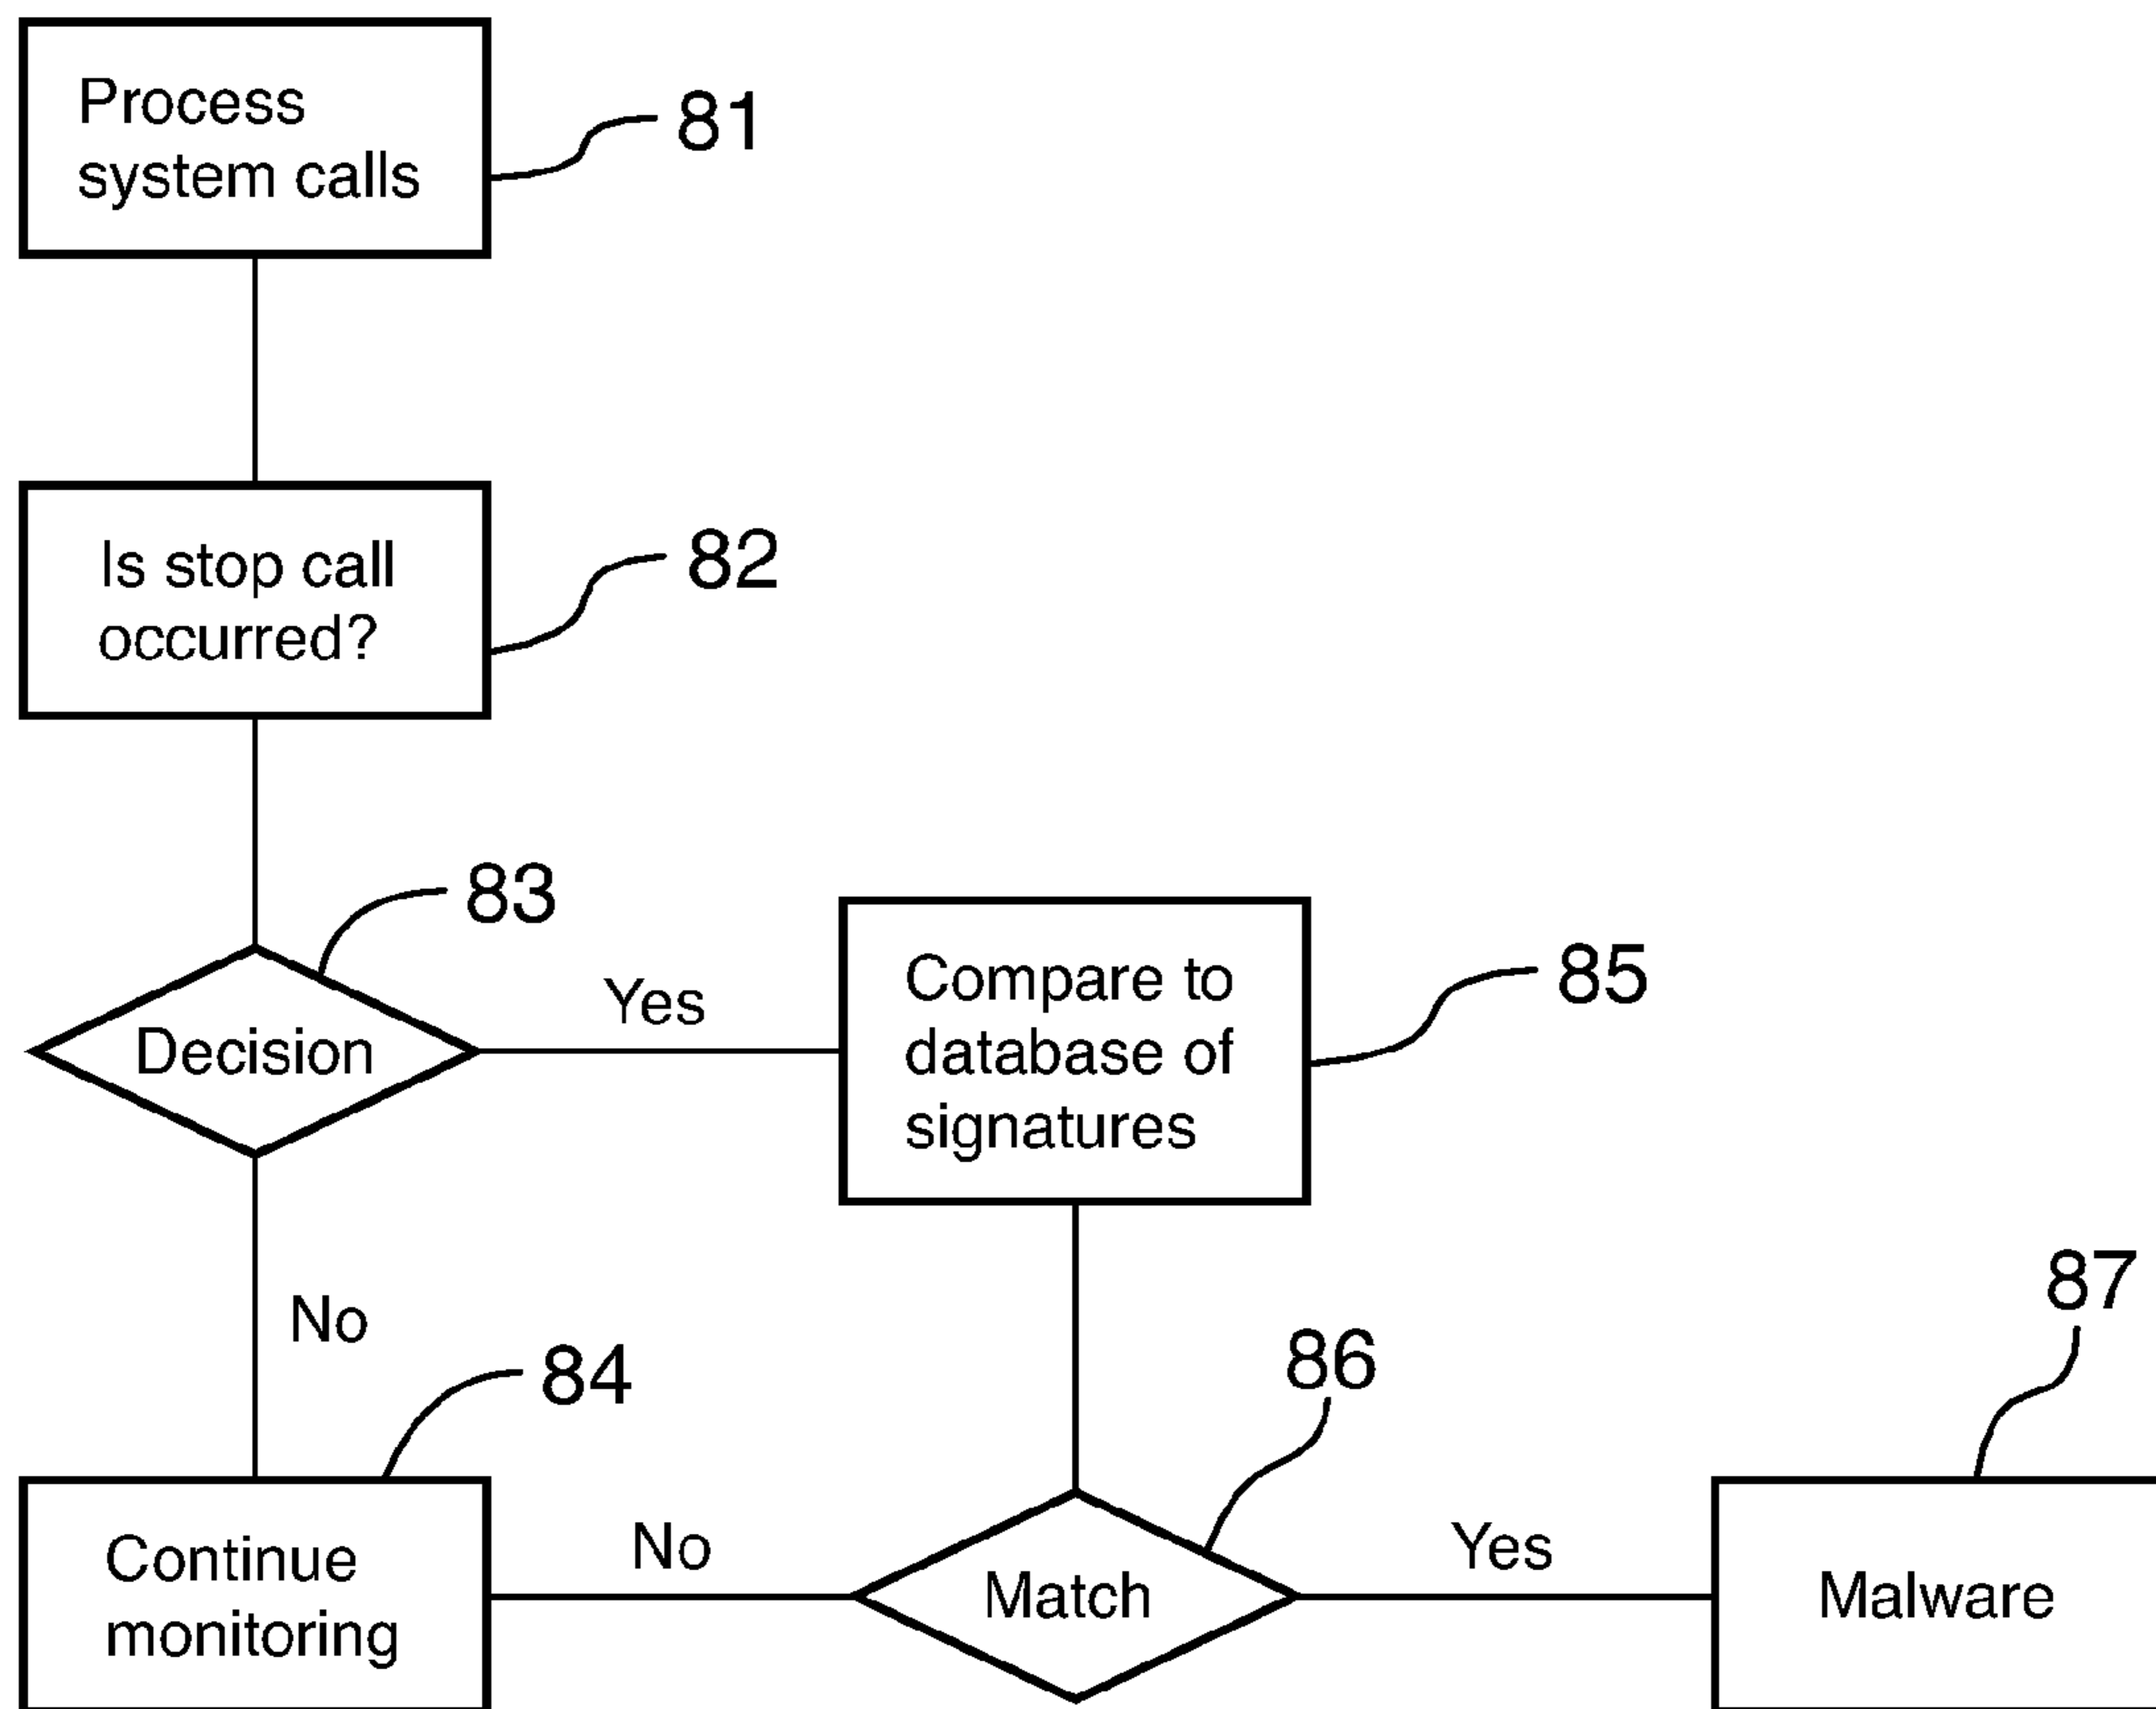 Process
system calls
81
Is stop call
occurred?
82
83
Decision
Yes
Compare to
database of
signatures
85
No
84
Continue
monitoring
No
86
Match
Yes
87
Malware